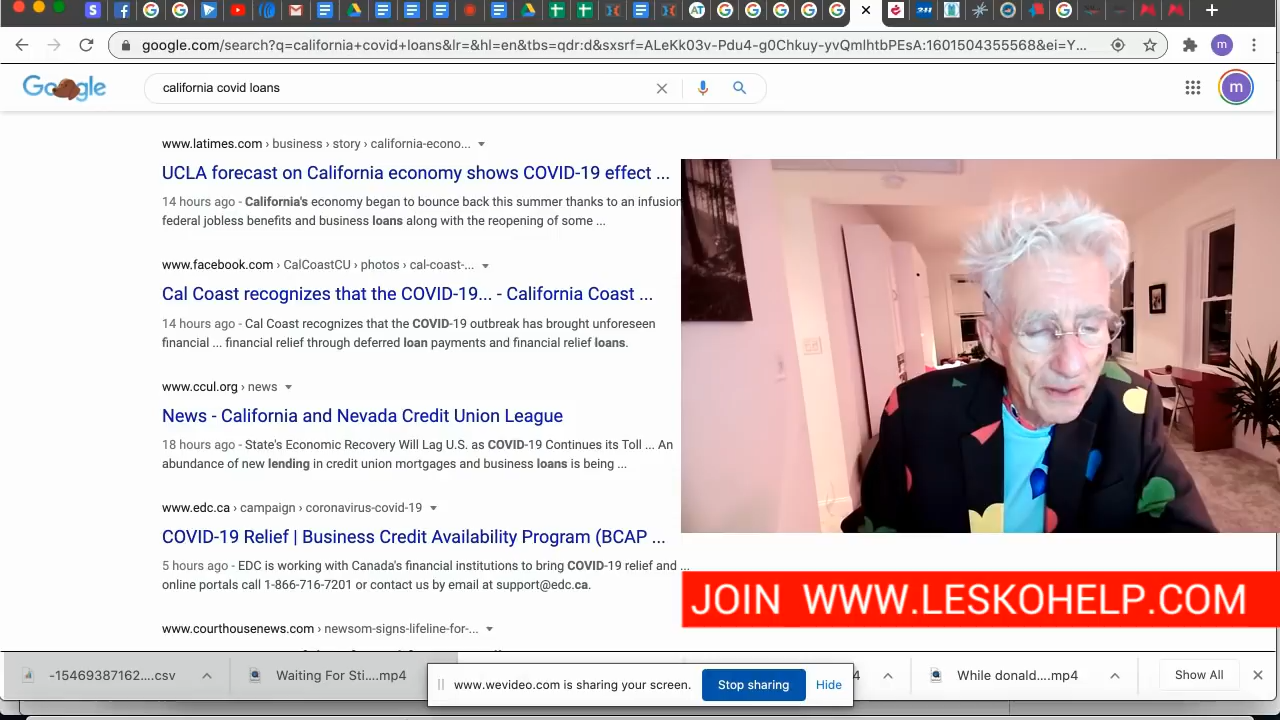 google.com/search?q=california+covid+loans&lr=&hl=en&tbs=qdr:d&sxsrf=ALeKk03v-Pdu4-g0Chkuy-yvQmlhtbPEsA:1601504355568&ei=Y...
m
Google
california covid loans
m
www.latimes.com › business › story › california-econo...
UCLA forecast on California economy shows COVID-19 effect ...
14 hours ago - California's economy began to bounce back this summer thanks to an infusion
federal jobless benefits and business loans along with the reopening of some ...
www.facebook.com › CalCoastCU › photos › cal-coast-...
Cal Coast recognizes that the COVID-19... - California Coast ...
14 hours ago - Cal Coast recognizes that the COVID-19 outbreak has brought unforeseen
financial ... financial relief through deferred loan payments and financial relief loans.
www.ccul.org › news
News - California and Nevada Credit Union League
18 hours ago - State's Economic Recovery Will Lag U.S. as COVID-19 Continues its Toll ... An
abundance of new lending in credit union mortgages and business loans is being ...
www.edc.ca › campaign › coronavirus-covid-19
COVID-19 Relief | Business Credit Availability Program (BCAP ...
5 hours ago - EDC is working with Canada's financial institutions to bring COVID-19 relief and ...
online portals call 1-866-716-7201 or contact us by email at support@edc.ca.
JOIN WWW.LESKOHELP.COM
www.courthousenews.com › newsom-signs-lifeline-for-...
-15469387162....csv
Waiting For Sti....mp4
www.wevideo.com is sharing your screen.
Stop sharing
Hide
4
While donald....mp4
Show All